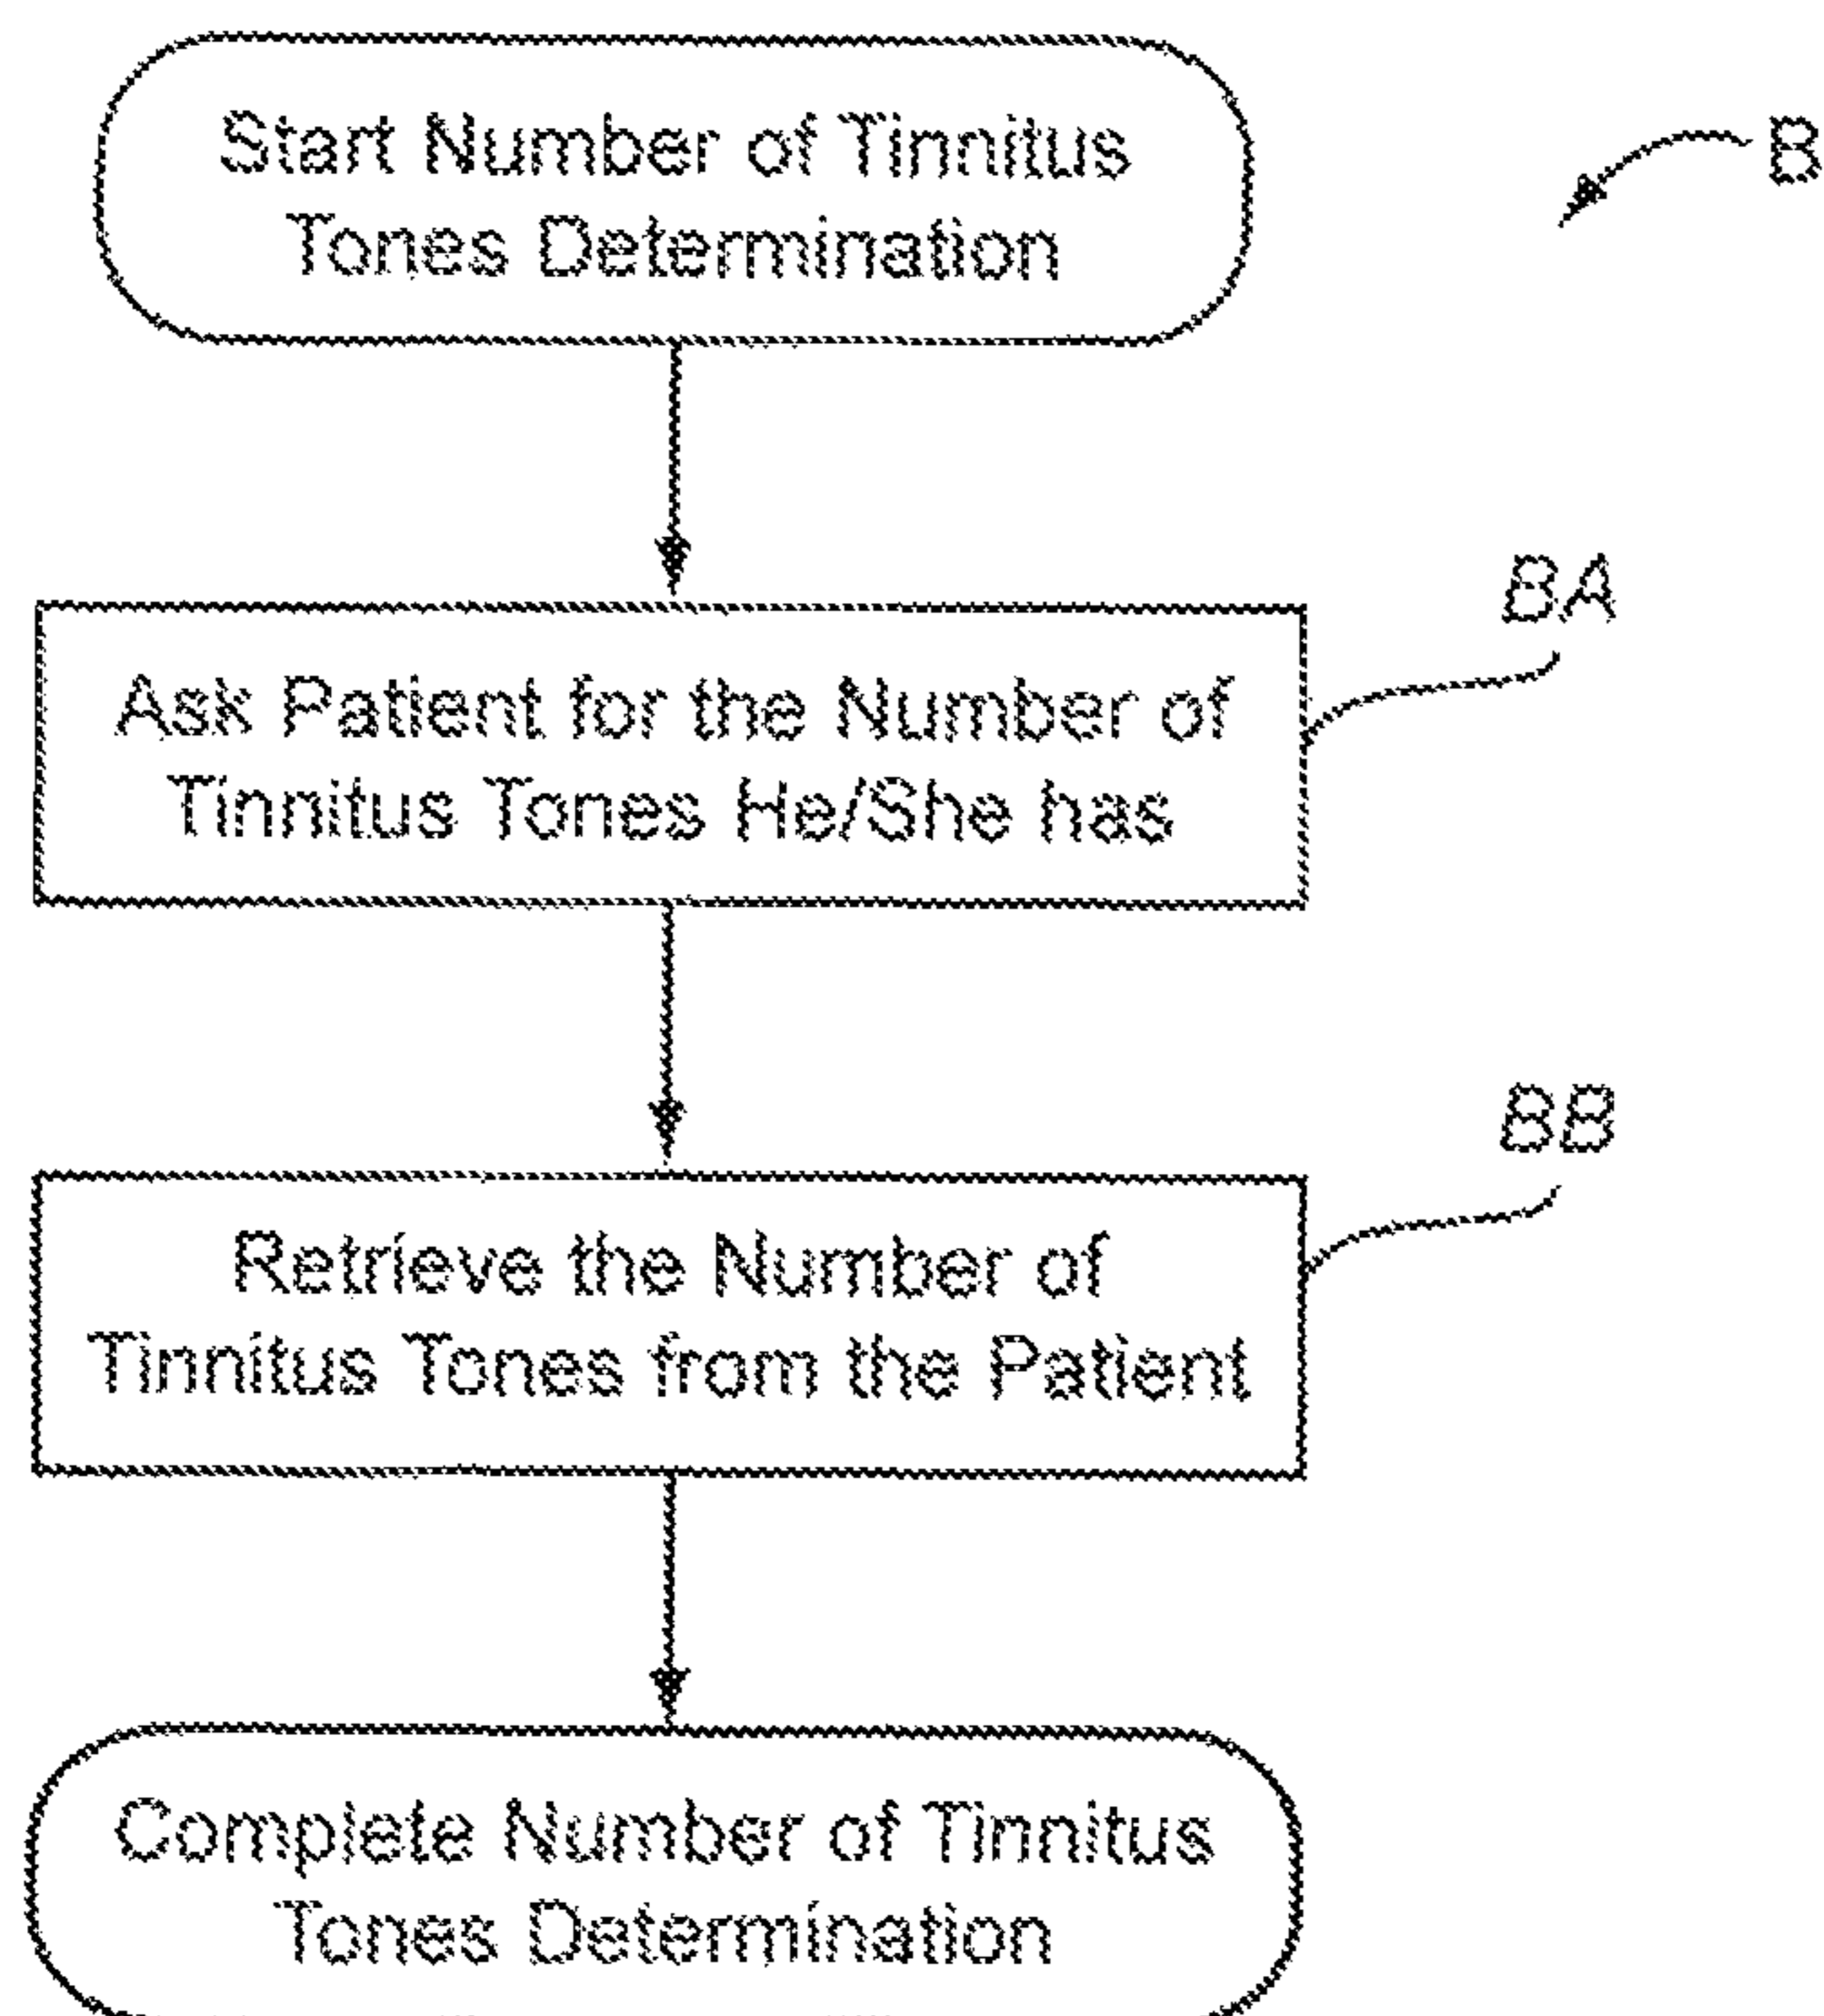 Start Number of Tinnitus
Tones Determination
B
BA
Ask Patient for the Number of
Tinnitus Tones He/She has
BB
Retrieve the Number of
Tinnitus Tones from the Patient
Complete Number of Tinnitus
Tones Determination